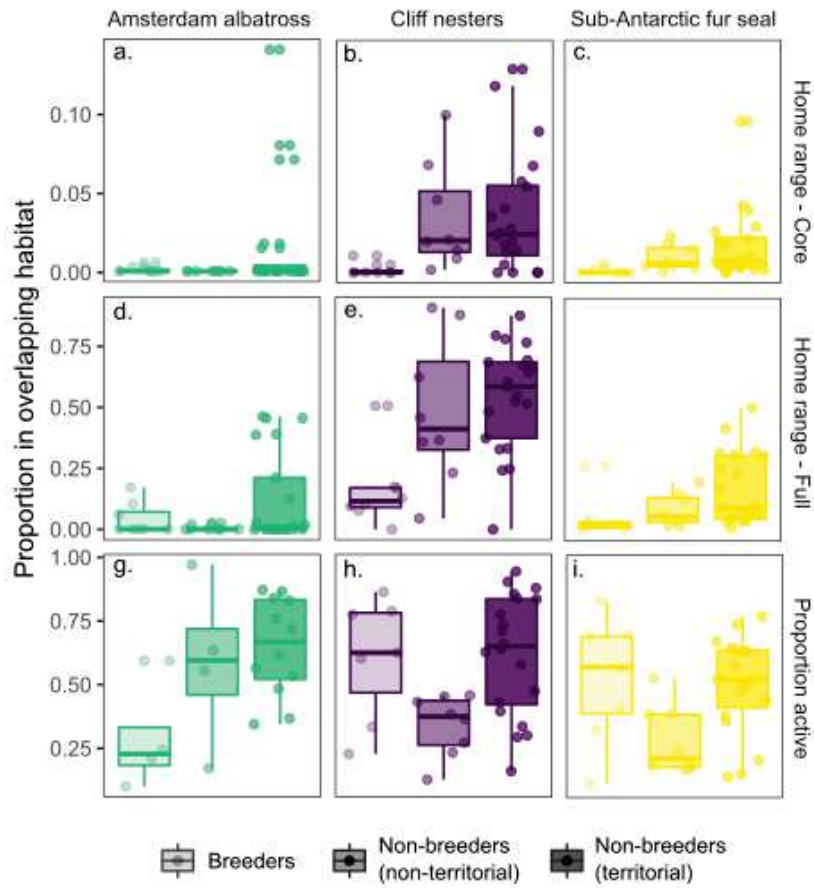 Amsterdam albatross Cliff nesters Sub-Antarctic fur seal
a. b. c.
0.10
0.05
0.00
Home range - Core
d. e. f.
0.75
0.50
0.25
0.00
Home range - Full
Proportion in overlapping habitat
g. h. i.
1.00
0.75
0.50
0.25
Proportion active
Breeders
Non-breeders
(non-territorial)
Non-breeders
(territorial)